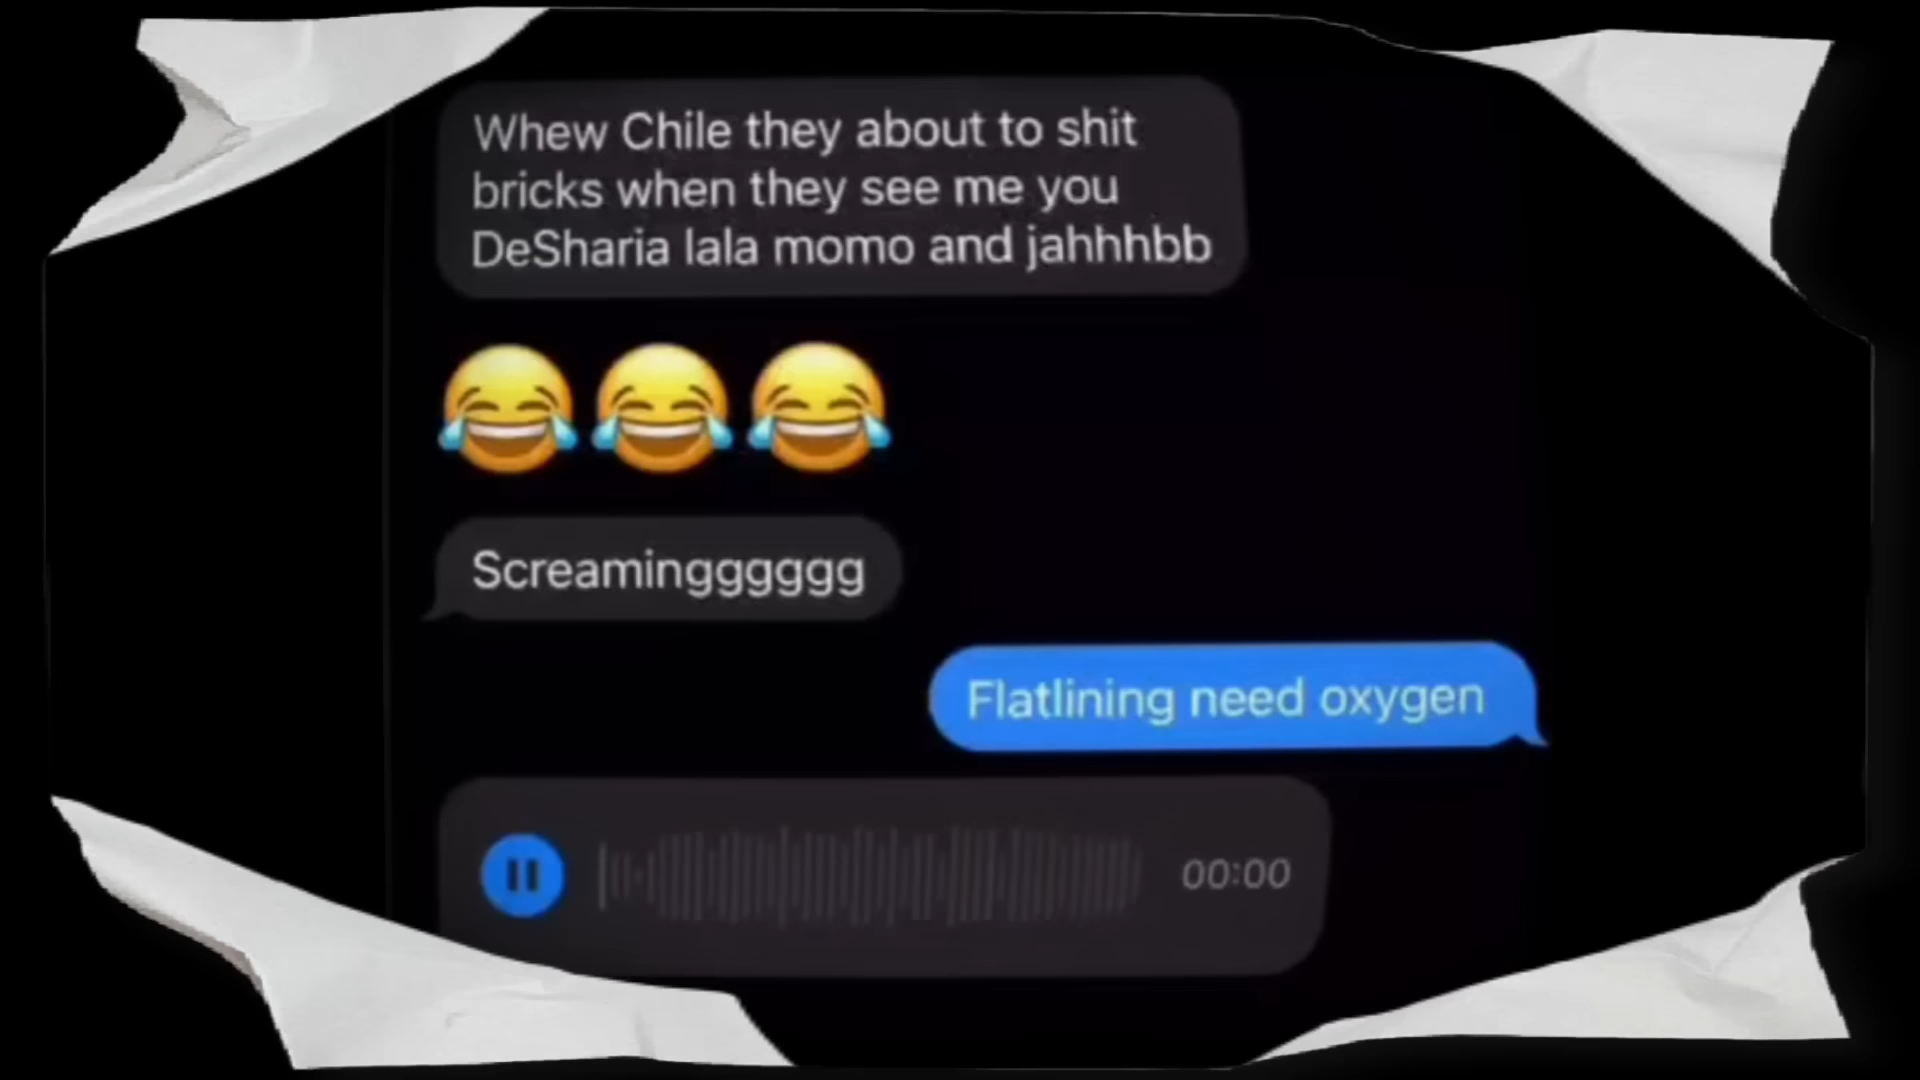 Whew Chile they about to shit
bricks when they see me you
DeSharia lala momo and jahhhbb
😂😂😂
Screamingggggg
Flatlining need oxygen
00:00